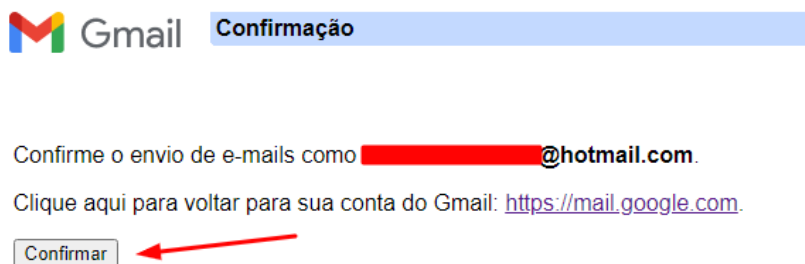 Gmail Confirmação
Confirme o envio de e-mails como @hotmail.com.
Clique aqui para voltar para sua conta do Gmail: https://mail.google.com.
Confirmar